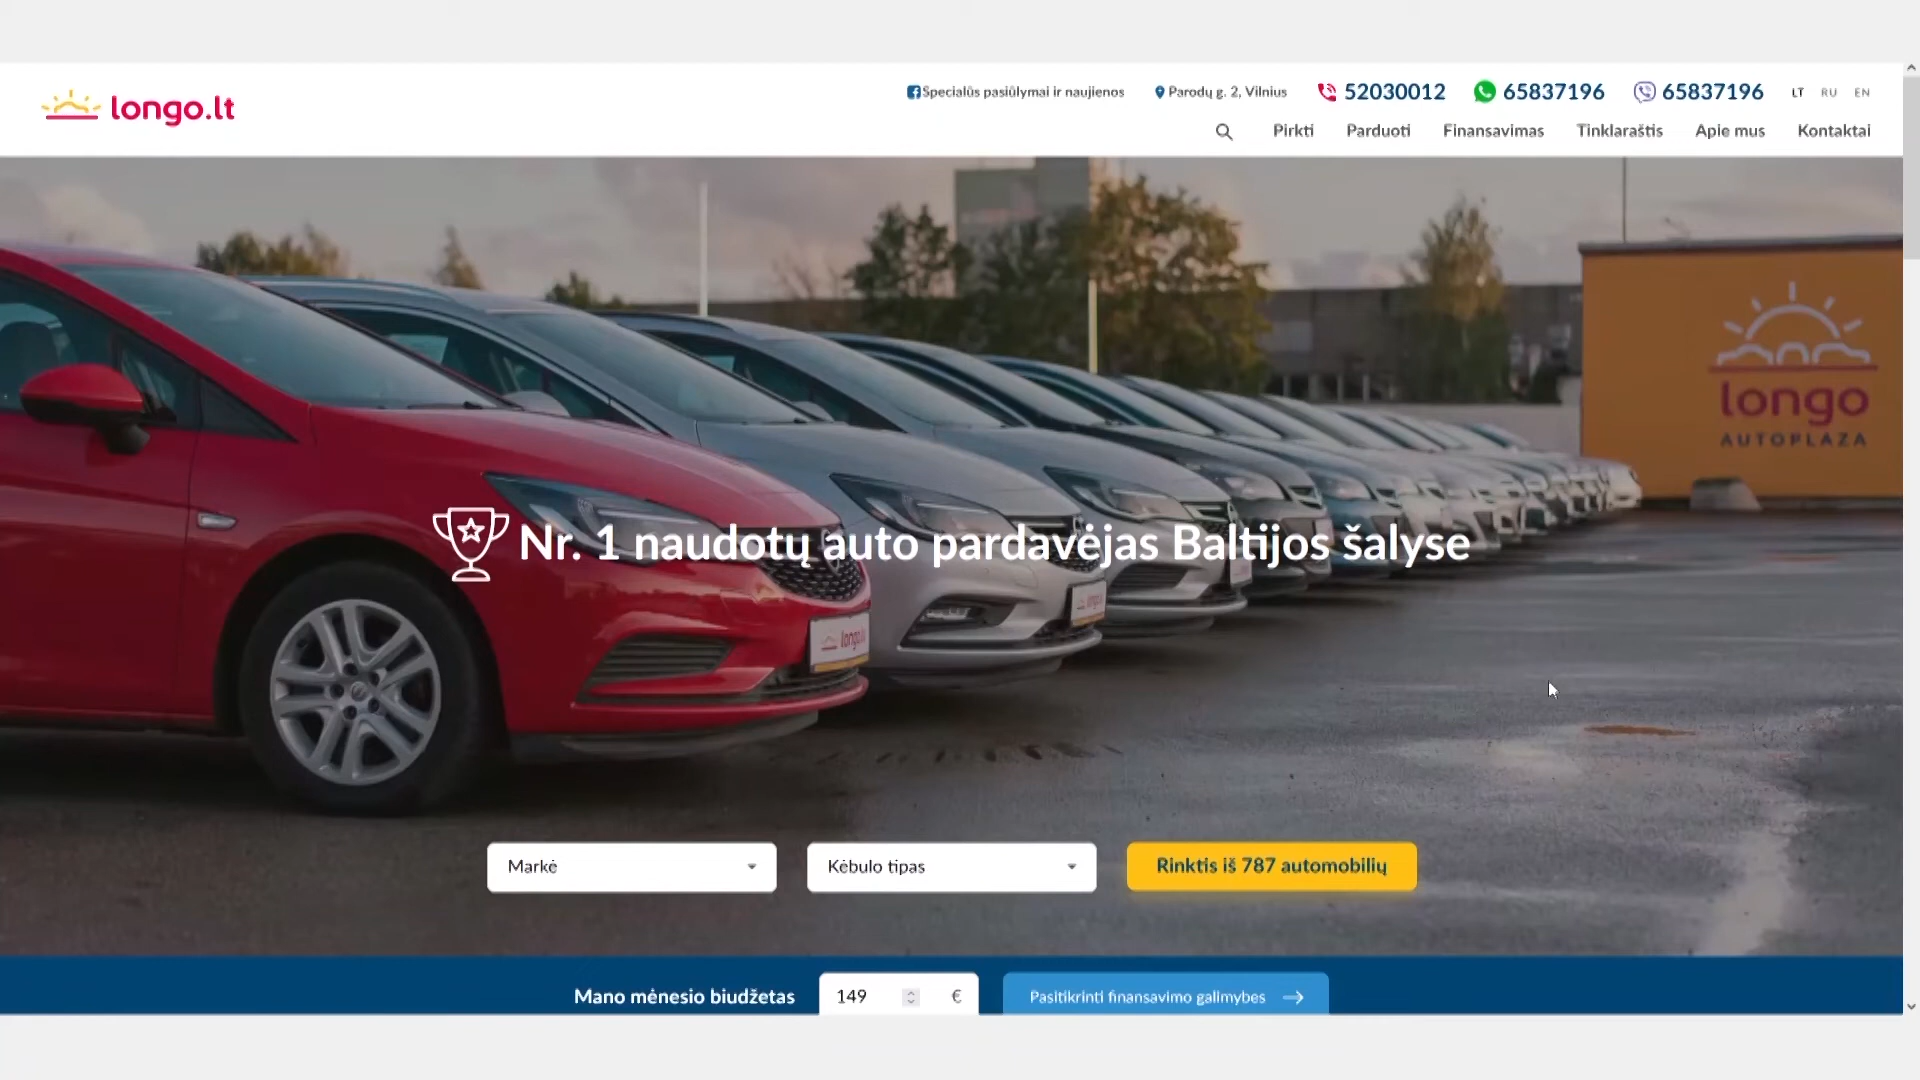 longo.lt
Specialūs pasiūlymai ir naujienos
Parodų g. 2, Vilnius
52030012
65837196
65837196
LT RU EN
Pirkti
Parduoti
Finansavimas
Tinklaraštis
Apie mus
Kontaktai
longo
AUTOPLAZA
Nr. 1 naudotų auto pardavėjas Baltijos šalyse
longo.lt
Markė
Kėbulo tipas
Rinktis iš 787 automobilių
Mano mėnesio biudžetas
149 €
Pasitikrinti finansavimo galimybes